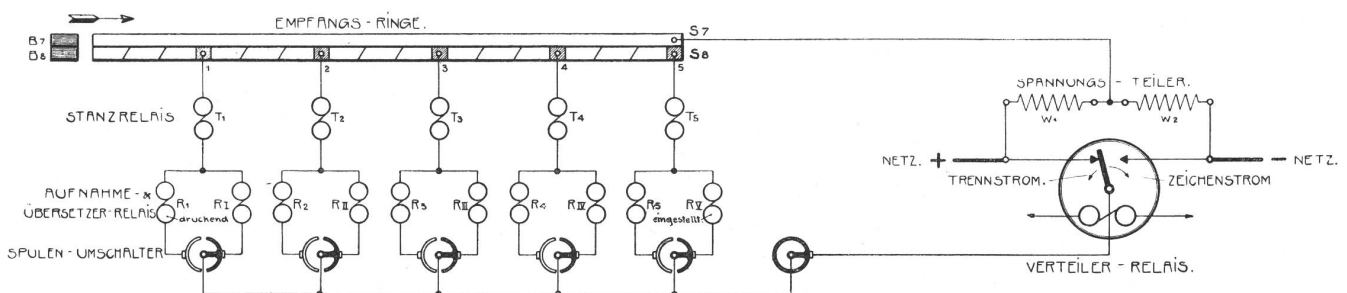 EMPFANGS-RINGE.
B7
S7
B8
S8
1 2 3 4 5
SPANNUNGS-TEILER.
STANZRELAIS
T1 T2 T3 T4 T5
W1 W2
NETZ. + − NETZ.
TRENNSTROM. ZEICHENSTROM
AUFNAHME-&
ÜBERSETZER-RELAIS
R1 RI R2 RII R3 RIII R4 RIV R5 RV
druckend
eingestellt
SPULEN-UMSCHALTER
VERTEILER-RELAIS.